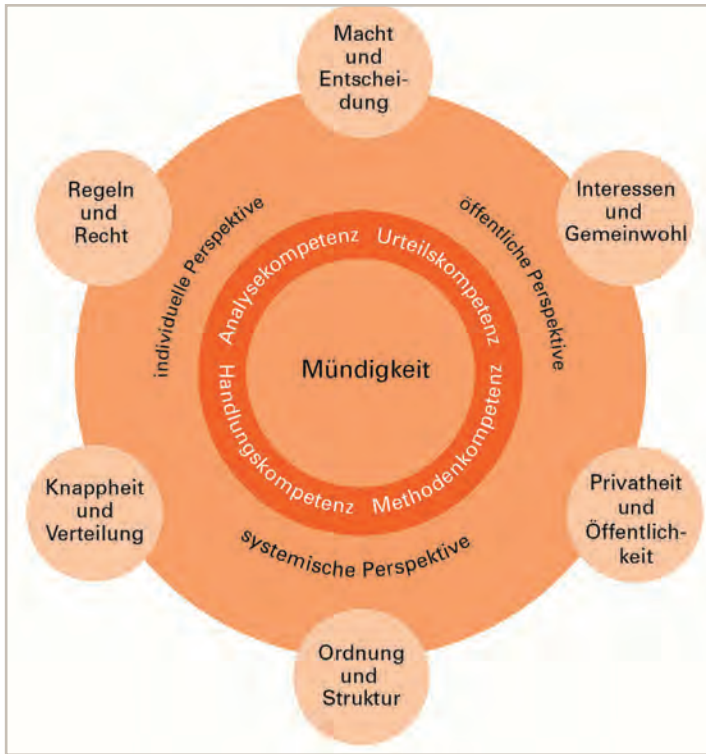 Macht
und
Entschei-
dung
Regeln
und
Recht
Interessen
und
Gemeinwohl
individuelle Perspektive
öffentliche Perspektive
Analysekompetenz
Urteilskompetenz
Mündigkeit
Handlungskompetenz
Methodenkompetenz
Knappheit
und
Verteilung
Privatheit
und
Öffentlich-
keit
systemische Perspektive
Ordnung
und
Struktur